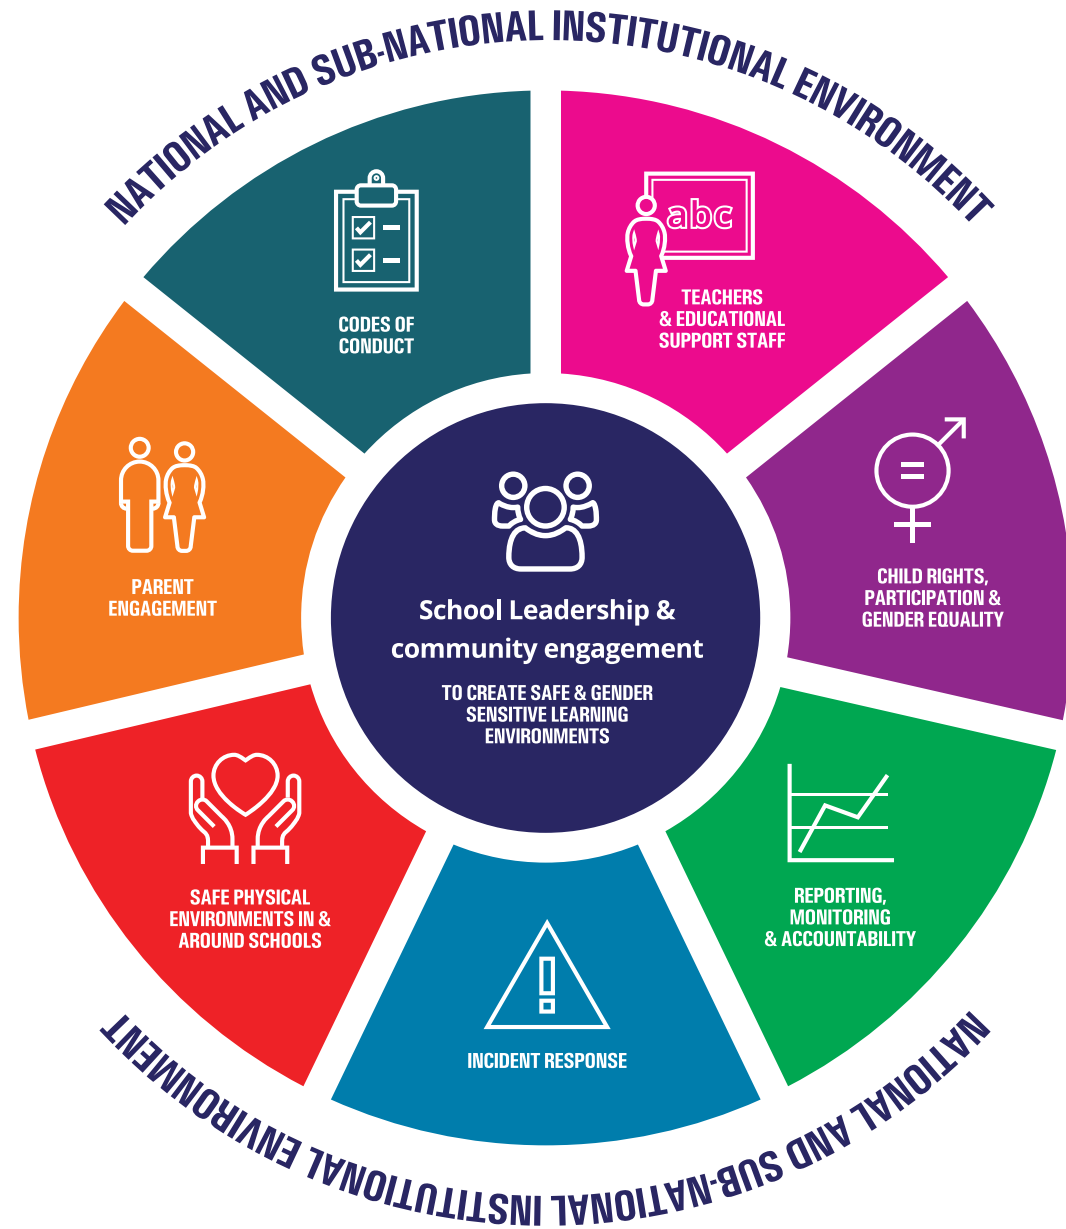 NATIONAL AND SUB-NATIONAL INSTITUTIONAL ENVIRONMENT
abc
TEACHERS
& EDUCATIONAL
SUPPORT STAFF
CODES OF
CONDUCT
CHILD RIGHTS,
PARTICIPATION &
GENDER EQUALITY
PARENT
ENGAGEMENT
School Leadership &
community engagement
TO CREATE SAFE & GENDER
SENSITIVE LEARNING
ENVIRONMENTS
REPORTING,
MONITORING
& ACCOUNTABILITY
SAFE PHYSICAL
ENVIRONMENTS IN &
AROUND SCHOOLS
INCIDENT RESPONSE
NATIONAL AND SUB-NATIONAL INSTITUTIONAL ENVIRONMENT